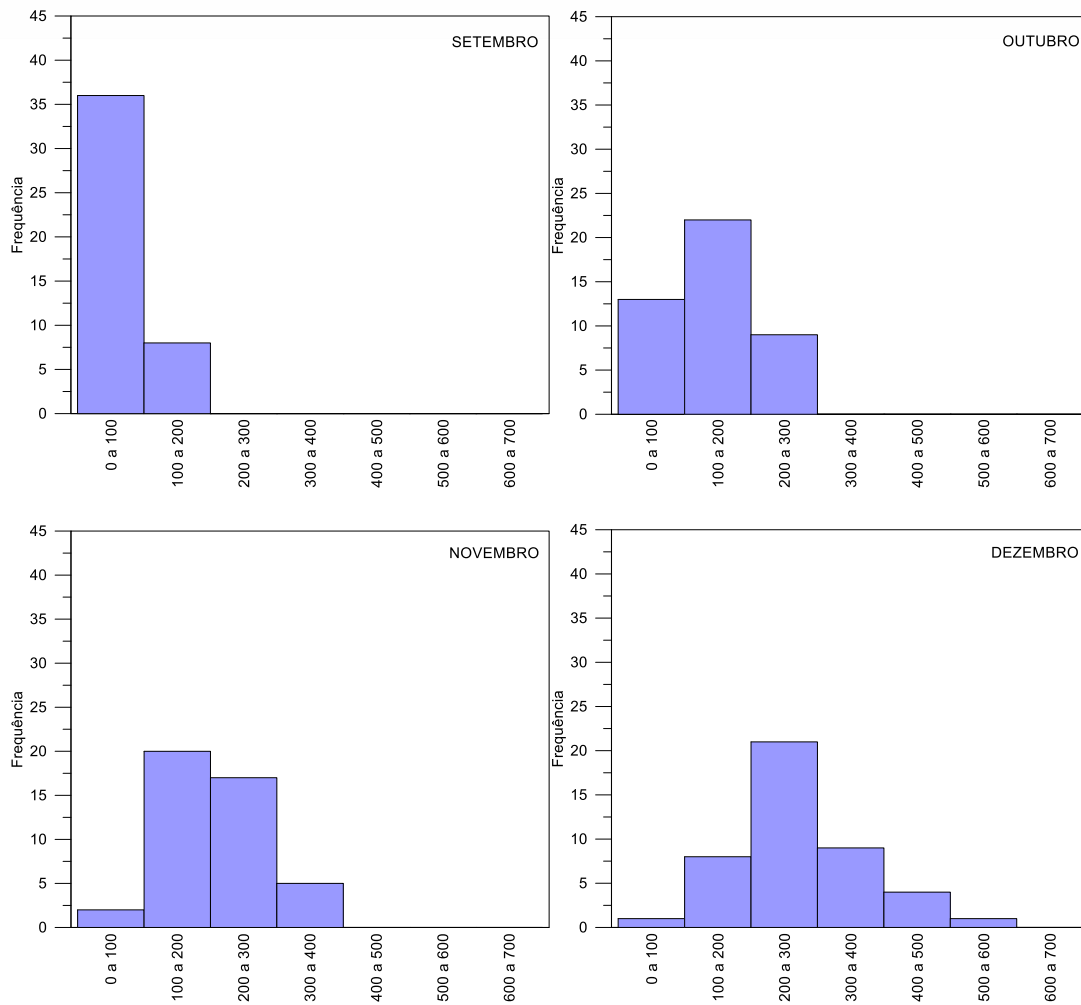 SETEMBRO
Frequência
45
40
35
30
25
20
15
10
5
0
0 a 100
100 a 200
200 a 300
300 a 400
400 a 500
500 a 600
600 a 700
OUTUBRO
Frequência
45
40
35
30
25
20
15
10
5
0
0 a 100
100 a 200
200 a 300
300 a 400
400 a 500
500 a 600
600 a 700
NOVEMBRO
Frequência
45
40
35
30
25
20
15
10
5
0
0 a 100
100 a 200
200 a 300
300 a 400
400 a 500
500 a 600
600 a 700
DEZEMBRO
Frequência
45
40
35
30
25
20
15
10
5
0
0 a 100
100 a 200
200 a 300
300 a 400
400 a 500
500 a 600
600 a 700